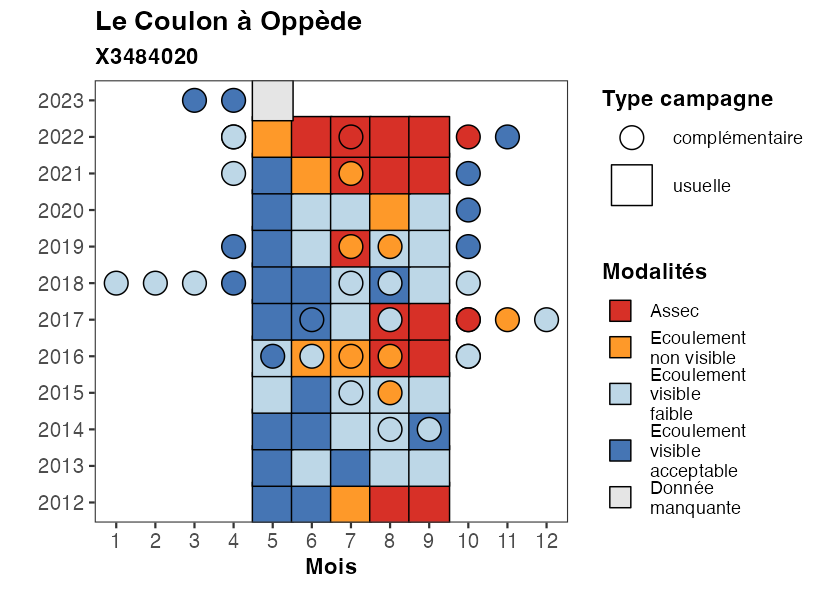 Le Coulon à Oppède
X3484020
2023
2022
2021
2020
2019
2018
2017
2016
2015
2014
2013
2012
1 2 3 4 5 6 7 8 9 10 11 12
Mois
Type campagne
complémentaire
usuelle
Modalités
Assec
Ecoulement
non visible
Ecoulement
visible
faible
Ecoulement
visible
acceptable
Donnée
manquante